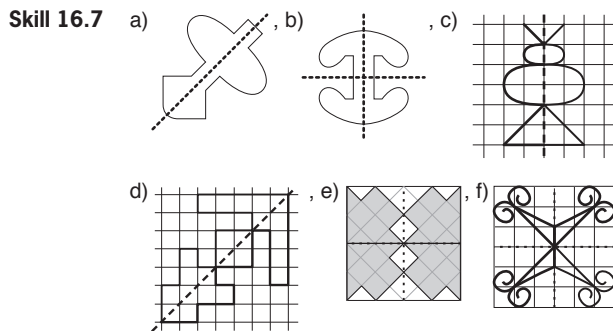 Skill 16.7 a) , b) , c)
d) , e) , f)